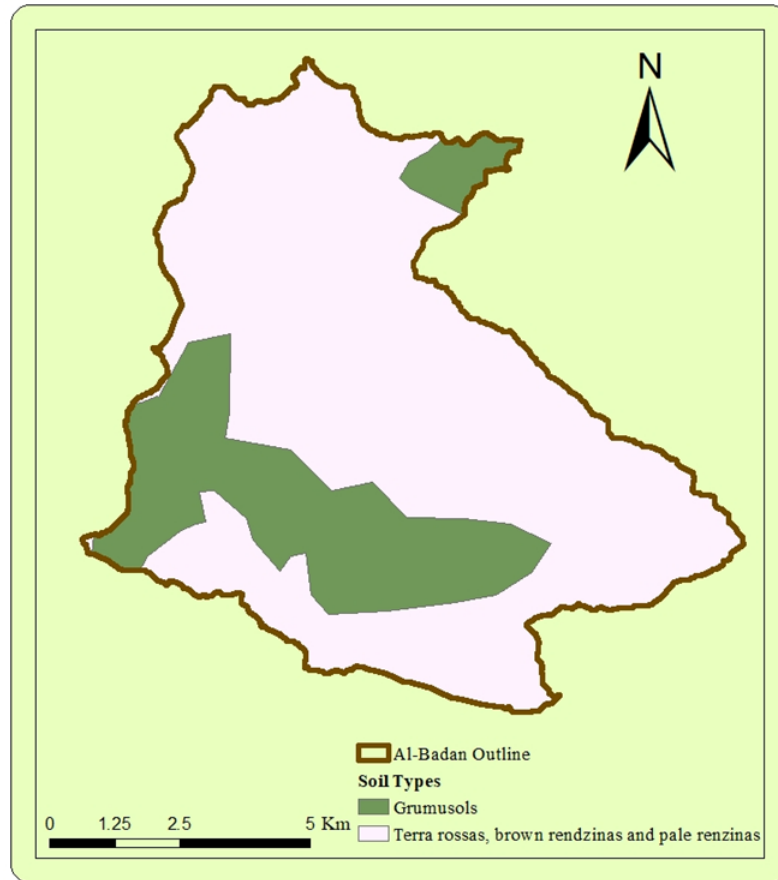 N
Al-Badan Outline
Soil Types
Grumusols
Terra rossas, brown rendzinas and pale renzinas
0 1.25 2.5 5 Km